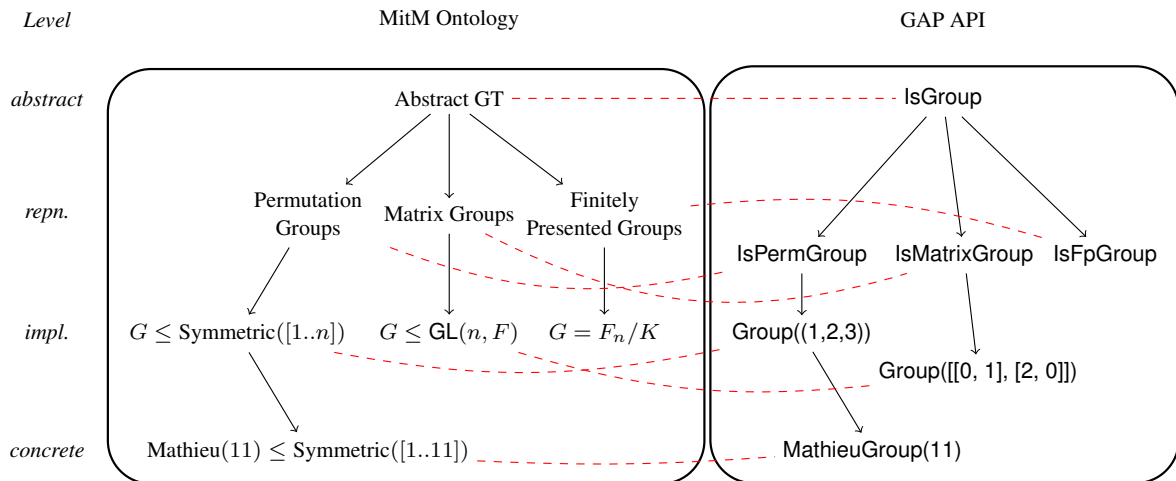 Level MitM Ontology GAP API
abstract Abstract GT IsGroup
repn. Permutation Groups Matrix Groups Finitely Presented Groups
IsPermGroup IsMatrixGroup IsFpGroup
impl. G ≤ Symmetric([1..n]) G ≤ GL(n, F) G = Fₙ/K Group((1,2,3))
Group([[0, 1], [2, 0]])
concrete Mathieu(11) ≤ Symmetric([1..11]) MathieuGroup(11)